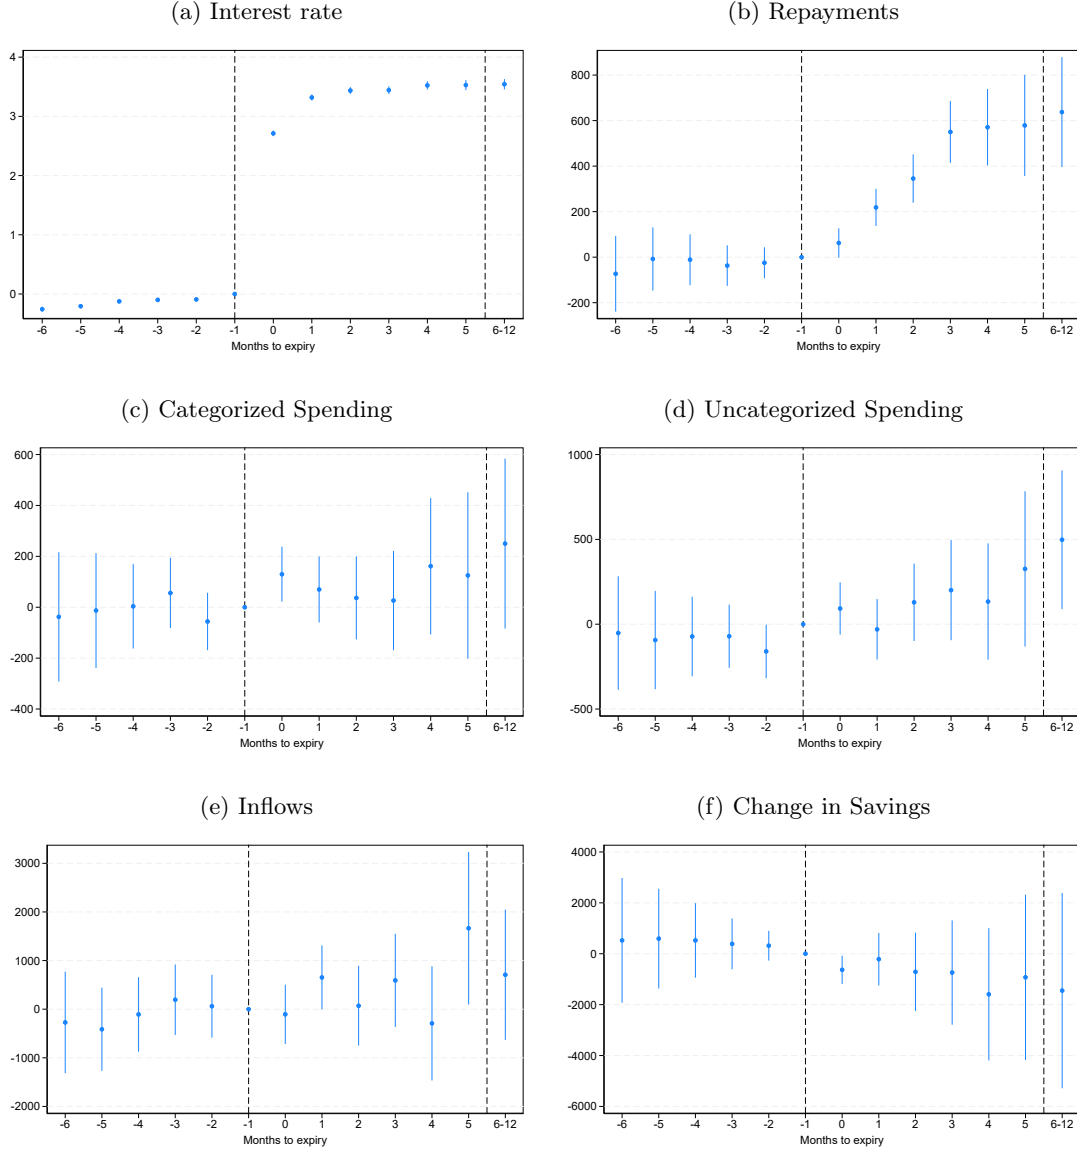 (a) Interest rate
4
3
2
1
0
-6 -5 -4 -3 -2 -1 0 1 2 3 4 5 6-12
Months to expiry
(b) Repayments
800
600
400
200
0
-200
-6 -5 -4 -3 -2 -1 0 1 2 3 4 5 6-12
Months to expiry
(c) Categorized Spending
600
400
200
0
-200
-400
-6 -5 -4 -3 -2 -1 0 1 2 3 4 5 6-12
Months to expiry
(d) Uncategorized Spending
1000
500
0
-500
-6 -5 -4 -3 -2 -1 0 1 2 3 4 5 6-12
Months to expiry
(e) Inflows
3000
2000
1000
0
-1000
-2000
-6 -5 -4 -3 -2 -1 0 1 2 3 4 5 6-12
Months to expiry
(f) Change in Savings
4000
2000
0
-2000
-4000
-6000
-6 -5 -4 -3 -2 -1 0 1 2 3 4 5 6-12
Months to expiry